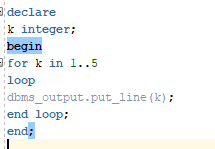 declare
k integer;
begin
for k in 1..5
loop
dbms_output.put_line(k);
end loop;
end;